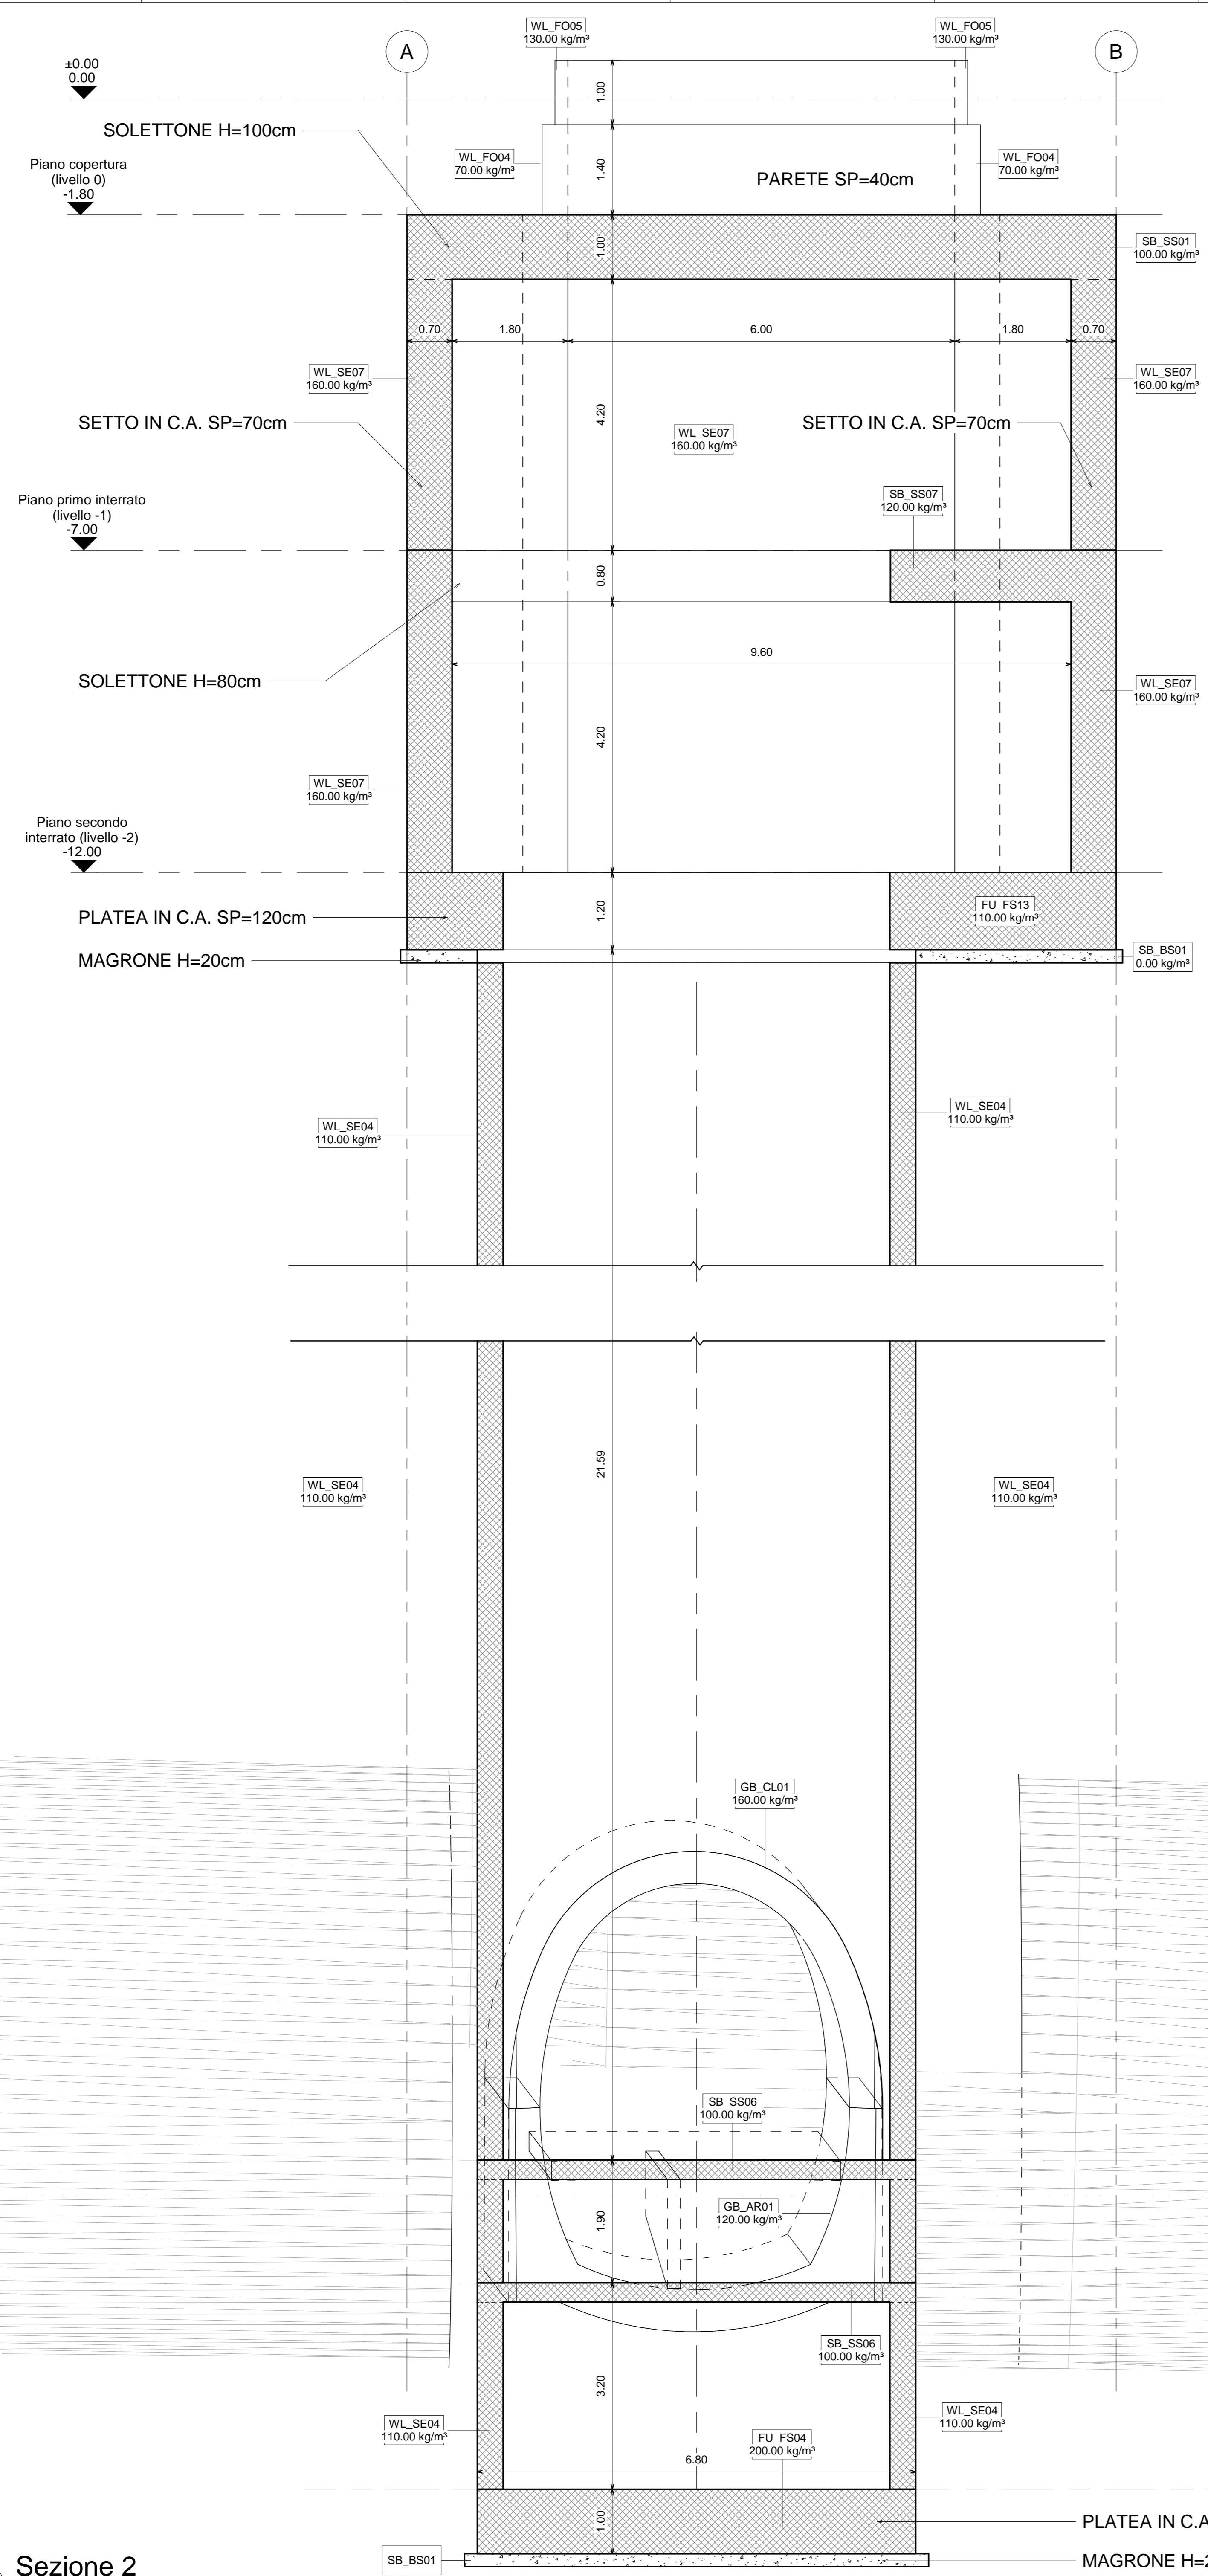 WL_FO05
130.00 kg/m³
WL_FO05
130.00 kg/m³
A
B
±0.00
0.00
1.00
SOLETTONE H=100cm
Piano copertura
(livello 0)
-1.80
WL_FO04
70.00 kg/m³
1.40
PARETE SP=40cm
WL_FO04
70.00 kg/m³
1.00
SB_SS01
100.00 kg/m³
0.70
1.80
6.00
1.80
0.70
WL_SE07
160.00 kg/m³
WL_SE07
160.00 kg/m³
SETTO IN C.A. SP=70cm
4.20
WL_SE07
160.00 kg/m³
SETTO IN C.A. SP=70cm
Piano primo interrato
(livello -1)
-7.00
SB_SS07
120.00 kg/m³
0.80
9.60
SOLETTONE H=80cm
WL_SE07
160.00 kg/m³
4.20
WL_SE07
160.00 kg/m³
Piano secondo
interrato (livello -2)
-12.00
PLATEA IN C.A. SP=120cm
1.20
FU_FS13
110.00 kg/m³
MAGRONE H=20cm
SB_BS01
0.00 kg/m³
WL_SE04
110.00 kg/m³
WL_SE04
110.00 kg/m³
21.59
WL_SE04
110.00 kg/m³
WL_SE04
110.00 kg/m³
GB_CL01
160.00 kg/m³
SB_SS06
100.00 kg/m³
1.90
GB_AR01
120.00 kg/m³
SB_SS06
100.00 kg/m³
3.20
WL_SE04
110.00 kg/m³
WL_SE04
110.00 kg/m³
FU_FS04
200.00 kg/m³
6.80
1.00
PLATEA IN C.A
SB_BS01
MAGRONE H=2
Sezione 2